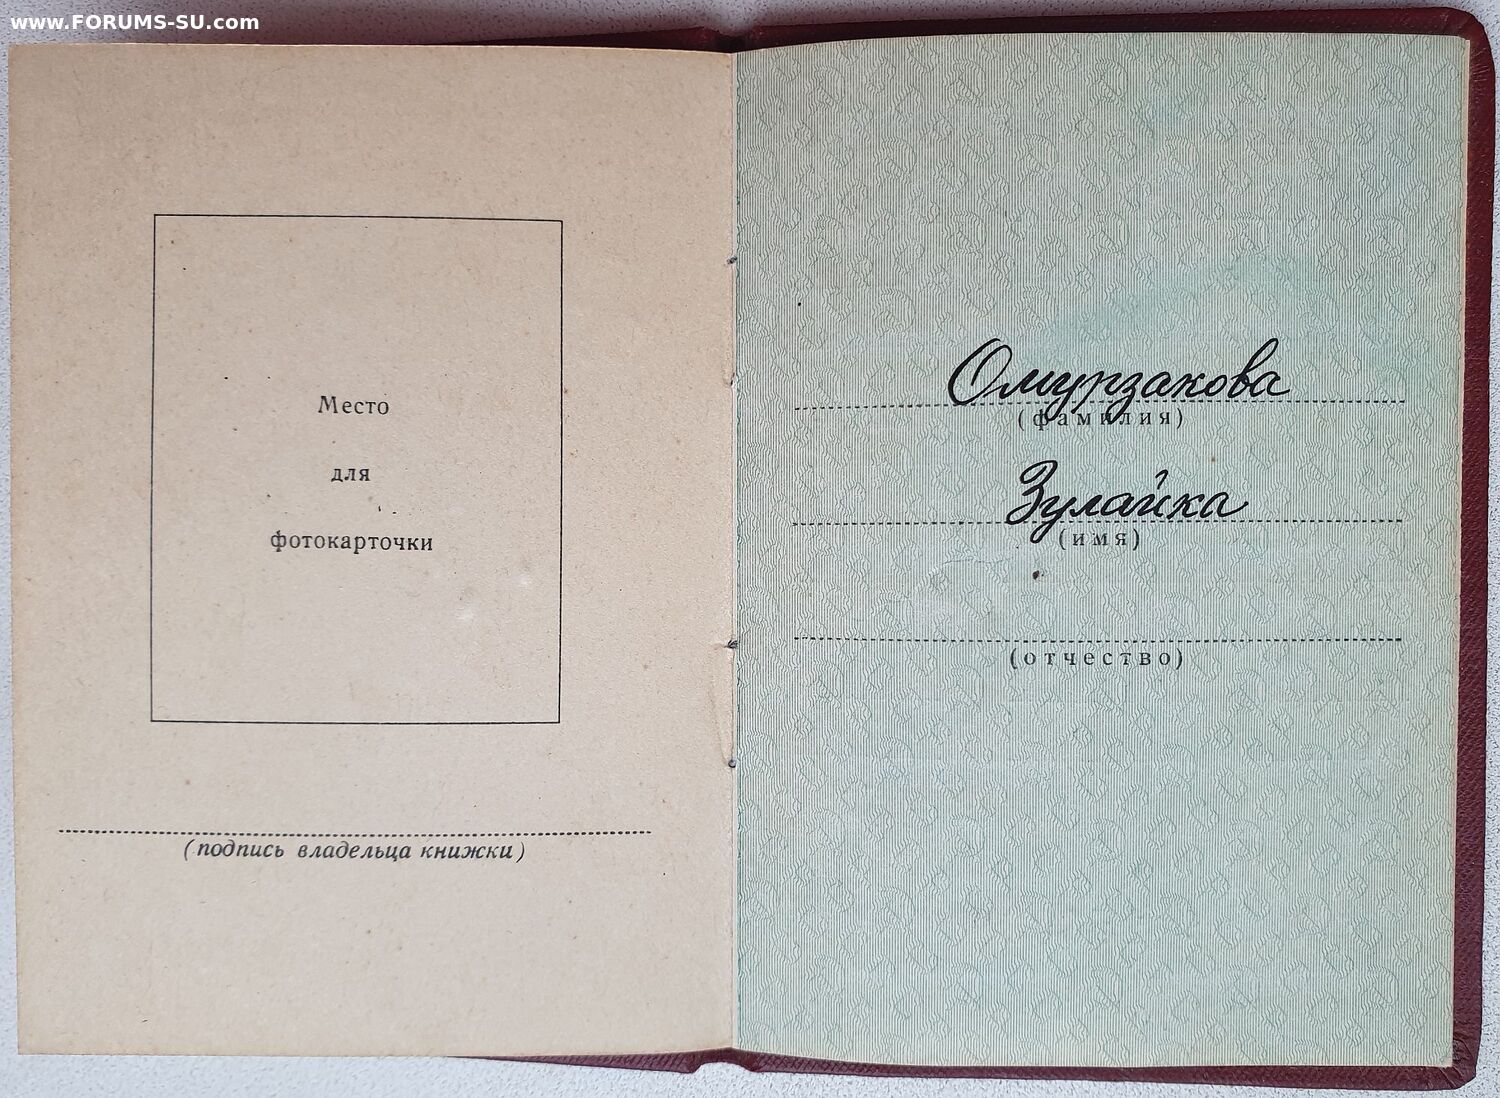 www.FORUMS-SU.com
Место
для
фотокарточки
(подпись владельца книжки)
Омурзакова
(фамилия)
Зулайка
(имя)
(отчество)